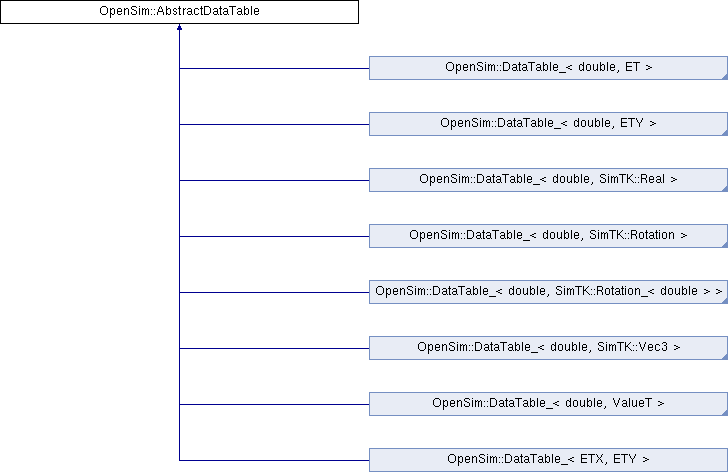 OpenSim::AbstractDataTable
OpenSim::DataTable_< double, ET >
OpenSim::DataTable_< double, ETY >
OpenSim::DataTable_< double, SimTK::Real >
OpenSim::DataTable_< double, SimTK::Rotation >
OpenSim::DataTable_< double, SimTK::Rotation_< double > >
OpenSim::DataTable_< double, SimTK::Vec3 >
OpenSim::DataTable_< double, ValueT >
OpenSim::DataTable_< ETX, ETY >